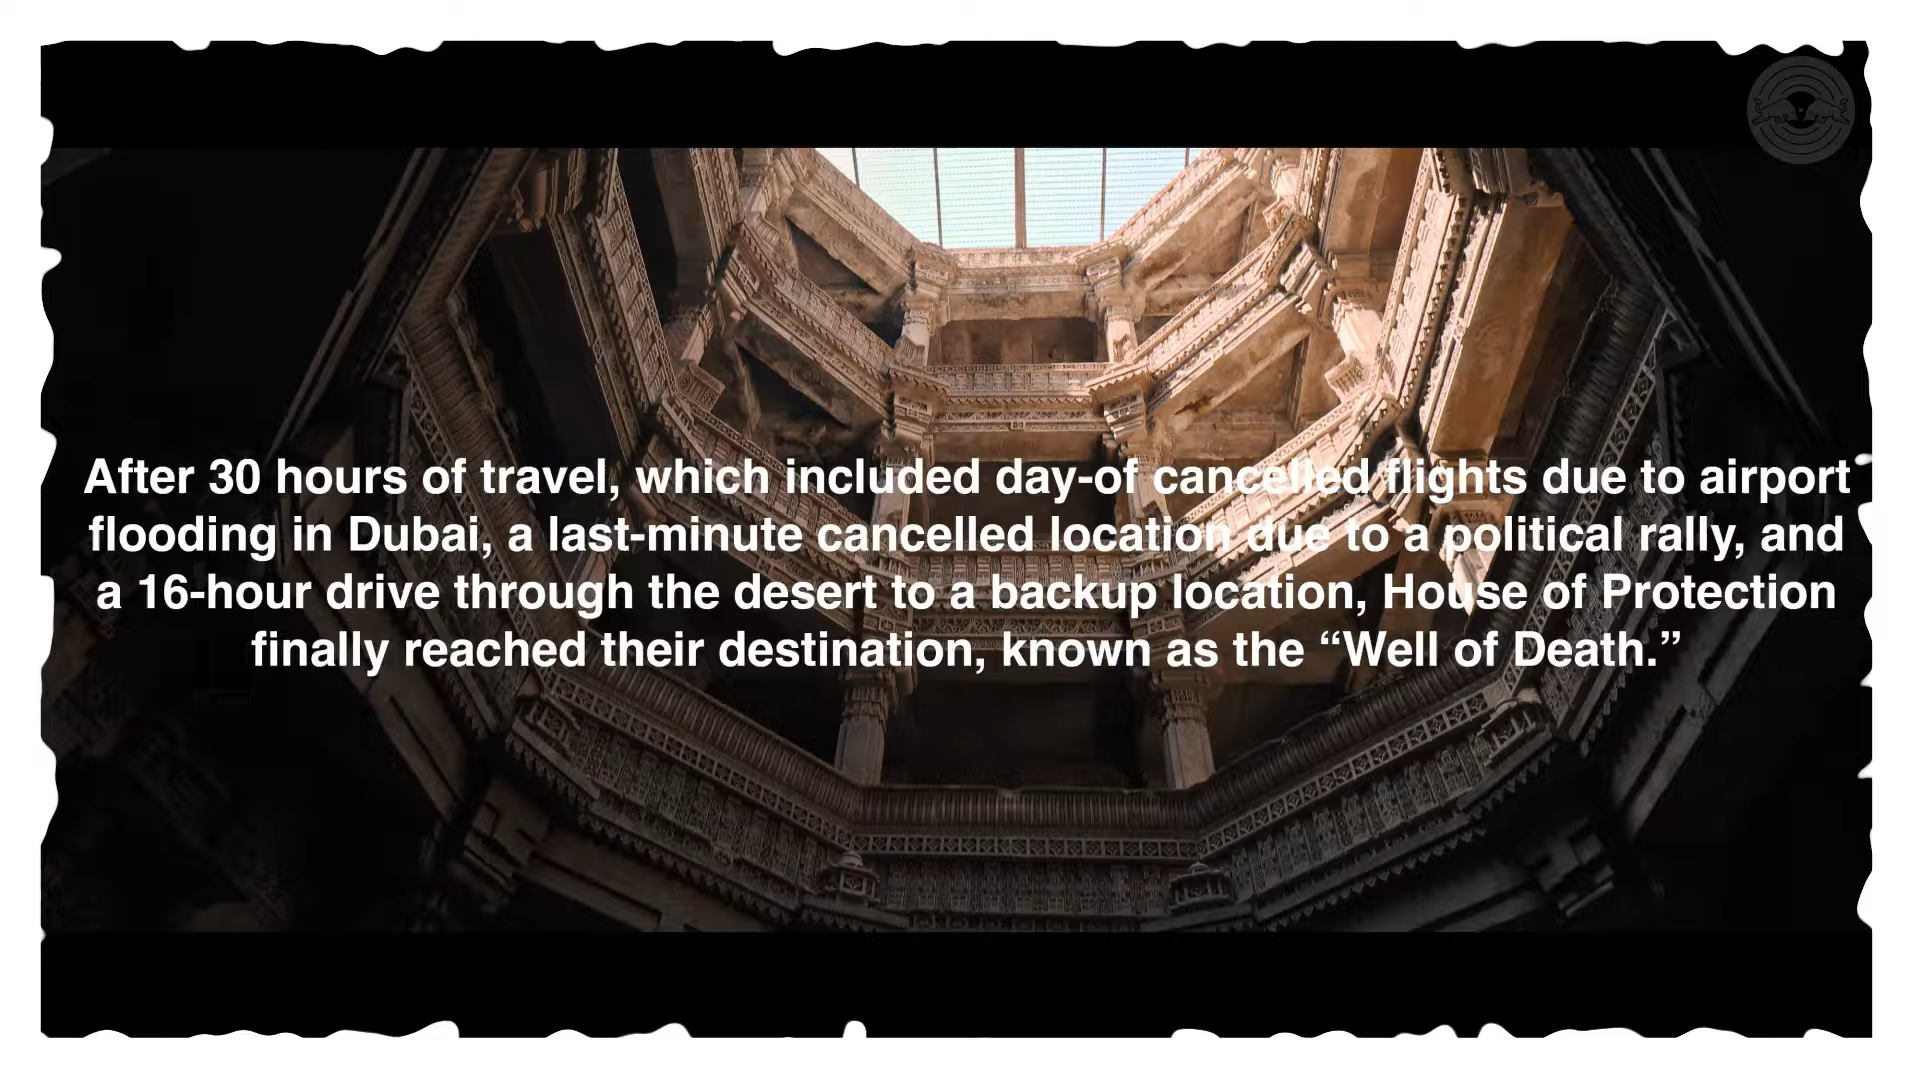 After 30 hours of travel, which included day-of cancelled flights due to airport
flooding in Dubai, a last-minute cancelled location due to a political rally, and
a 16-hour drive through the desert to a backup location, House of Protection
finally reached their destination, known as the “Well of Death.”